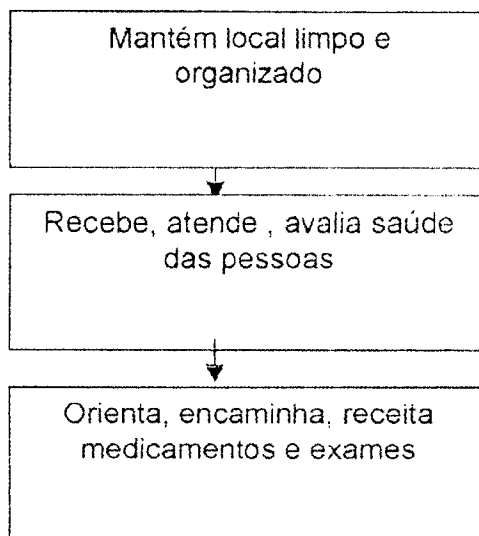 Mantém local limpo e
organizado
Recebe, atende , avalia saúde
das pessoas
Orienta, encaminha, receita
medicamentos e exames